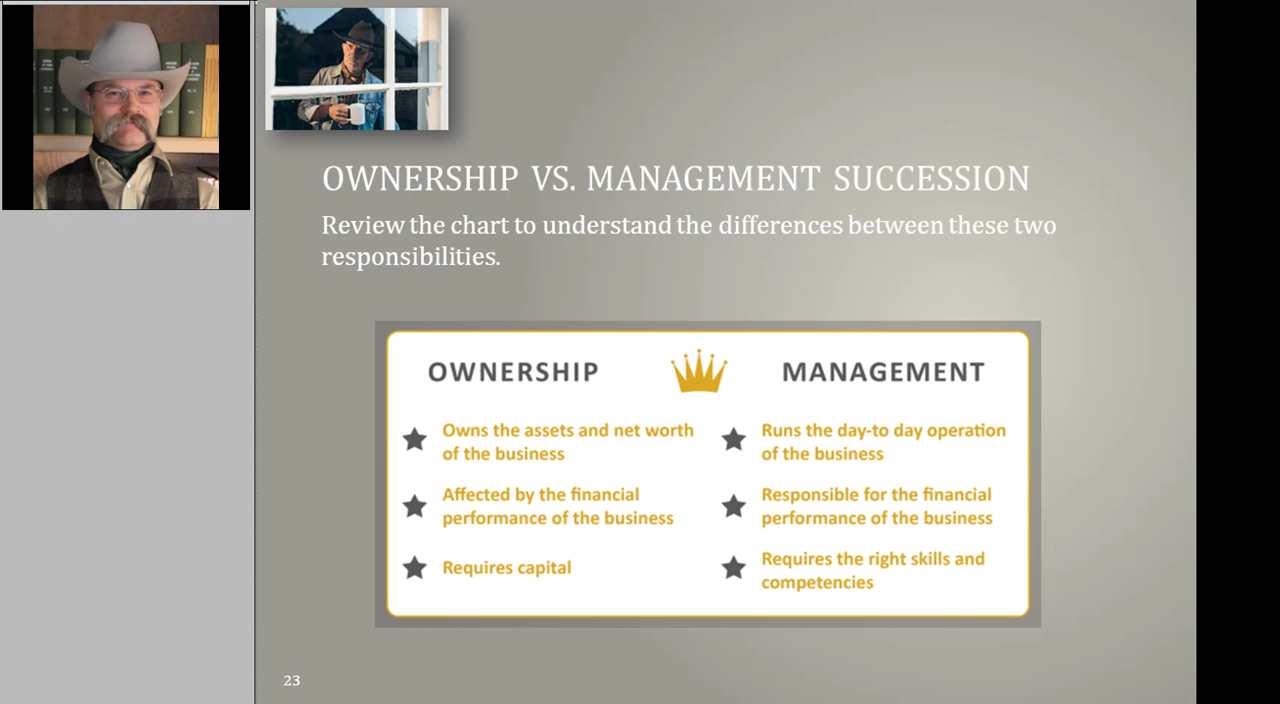 OWNERSHIP VS. MANAGEMENT SUCCESSION
Review the chart to understand the differences between these two
responsibilities.
OWNERSHIP
MANAGEMENT
Owns the assets and net worth
of the business
Runs the day-to day operation
of the business
Affected by the financial
performance of the business
Responsible for the financial
performance of the business
Requires capital
Requires the right skills and
competencies
23